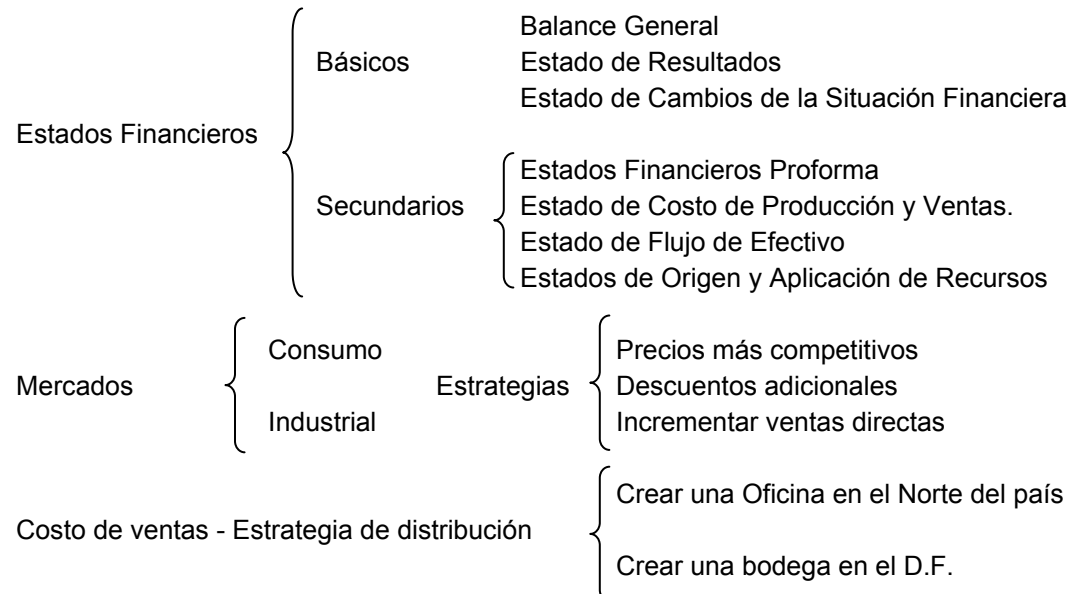 Balance General
Básicos
Estado de Resultados
Estado de Cambios de la Situación Financiera
Estados Financieros
Estados Financieros Proforma
Secundarios
Estado de Costo de Producción y Ventas.
Estado de Flujo de Efectivo
Estados de Origen y Aplicación de Recursos
Consumo
Precios más competitivos
Mercados
Estrategias
Descuentos adicionales
Industrial
Incrementar ventas directas
Crear una Oficina en el Norte del país
Costo de ventas - Estrategia de distribución
Crear una bodega en el D.F.